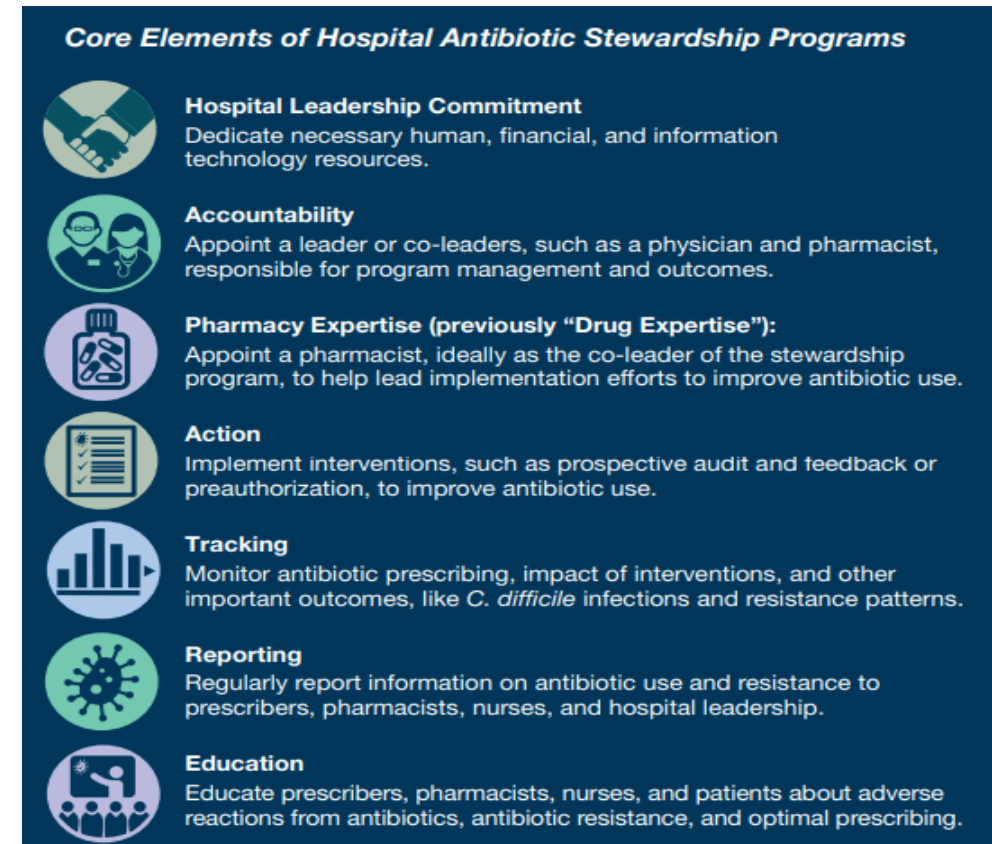 Core Elements of Hospital Antibiotic Stewardship Programs
Hospital Leadership Commitment
Dedicate necessary human, financial, and information
technology resources.
Accountability
Appoint a leader or co-leaders, such as a physician and pharmacist,
responsible for program management and outcomes.
Pharmacy Expertise (previously “Drug Expertise”):
Appoint a pharmacist, ideally as the co-leader of the stewardship
program, to help lead implementation efforts to improve antibiotic use.
Action
Implement interventions, such as prospective audit and feedback or
preauthorization, to improve antibiotic use.
Tracking
Monitor antibiotic prescribing, impact of interventions, and other
important outcomes, like C. difficile infections and resistance patterns.
Reporting
Regularly report information on antibiotic use and resistance to
prescribers, pharmacists, nurses, and hospital leadership.
Education
Educate prescribers, pharmacists, nurses, and patients about adverse
reactions from antibiotics, antibiotic resistance, and optimal prescribing.